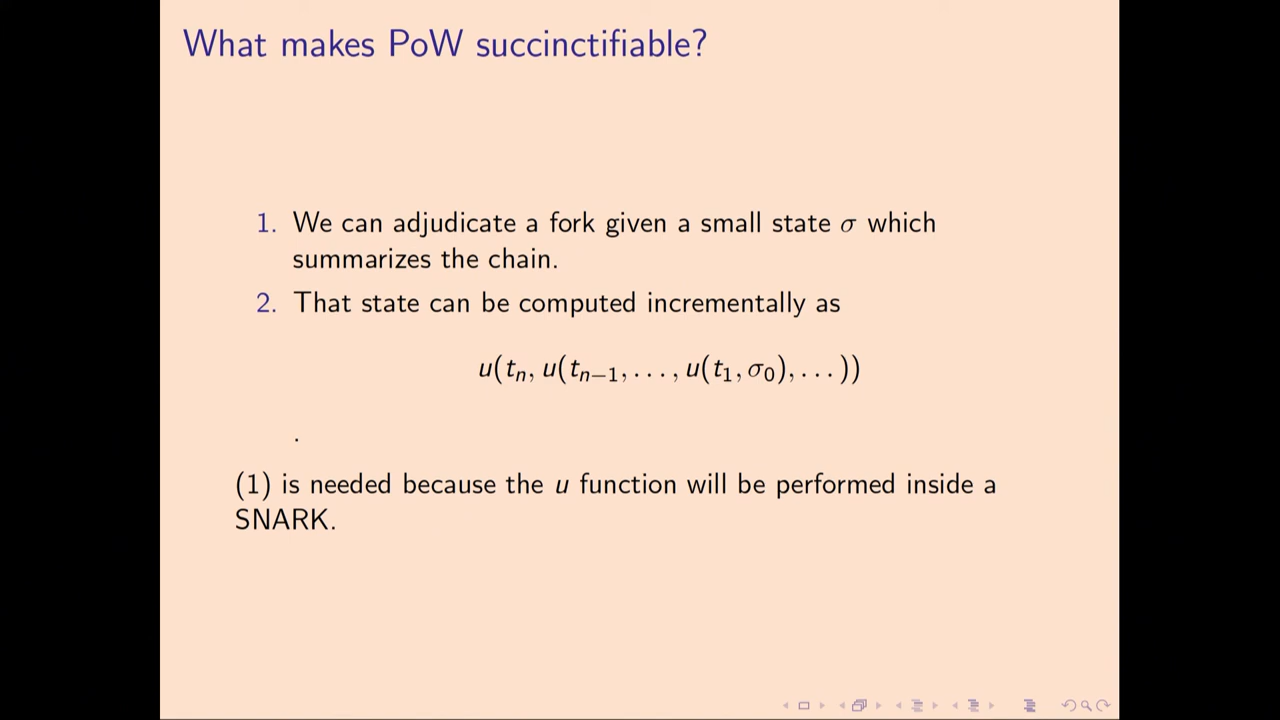 What makes PoW succinctifiable?
1. We can adjudicate a fork given a small state σ which
summarizes the chain.
2. That state can be computed incrementally as
u(tₙ, u(tₙ₋₁, . . . , u(t₁, σ₀), . . . ))
.
(1) is needed because the u function will be performed inside a
SNARK.